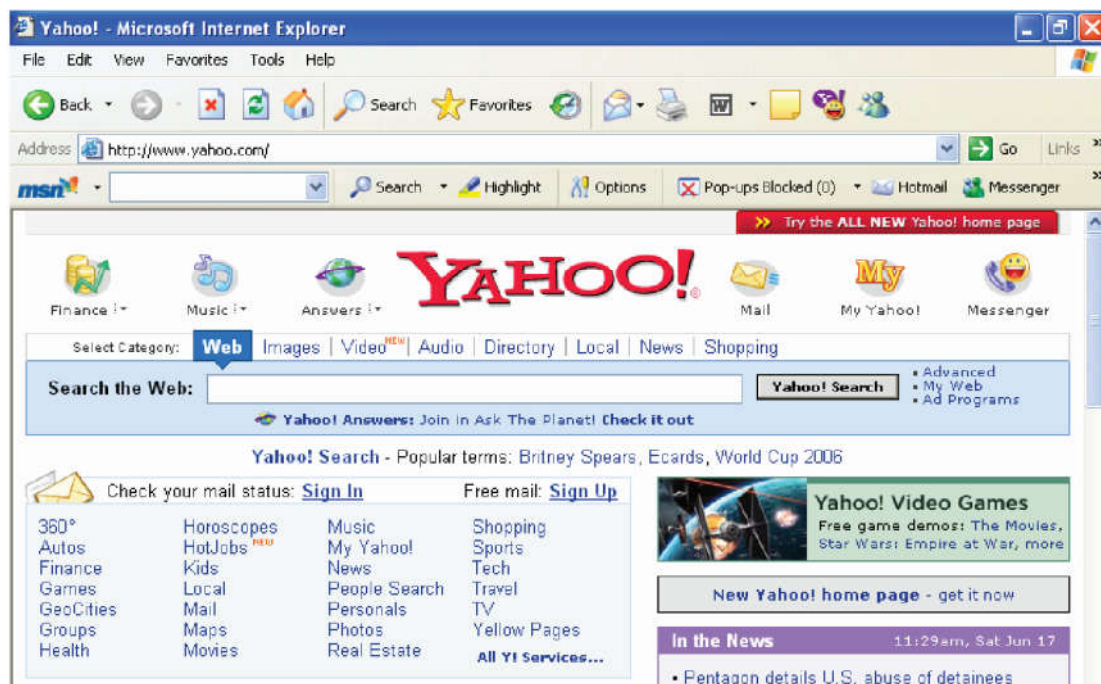 Yahoo! - Microsoft Internet Explorer
File Edit View Favorites Tools Help
Back Search Favorites
Address http://www.yahoo.com/ Go Links »
msn Search Highlight Options Pop-ups Blocked (0) Hotmail Messenger »
>> Try the ALL NEW Yahoo! home page
YAHOO!
Finance Music Answers Mail My Yahoo! Messenger
Select Category: Web Images | Video NEW | Audio | Directory | Local | News | Shopping
Search the Web: Yahoo! Search
• Advanced
• My Web
• Ad Programs
Yahoo! Answers: Join in Ask The Planet! Check it out
Yahoo! Search - Popular terms: Britney Spears, Ecards, World Cup 2006
Check your mail status: Sign In Free mail: Sign Up
360° Horoscopes Music Shopping
Autos HotJobs NEW My Yahoo! Sports
Finance Kids News Tech
Games Local People Search Travel
GeoCities Mail Personals TV
Groups Maps Photos Yellow Pages
Health Movies Real Estate All Y! Services...
Yahoo! Video Games
Free game demos: The Movies,
Star Wars: Empire at War, more
New Yahoo! home page - get it now
In the News 11:29am, Sat Jun 17
• Pentagon details U.S. abuse of detainees